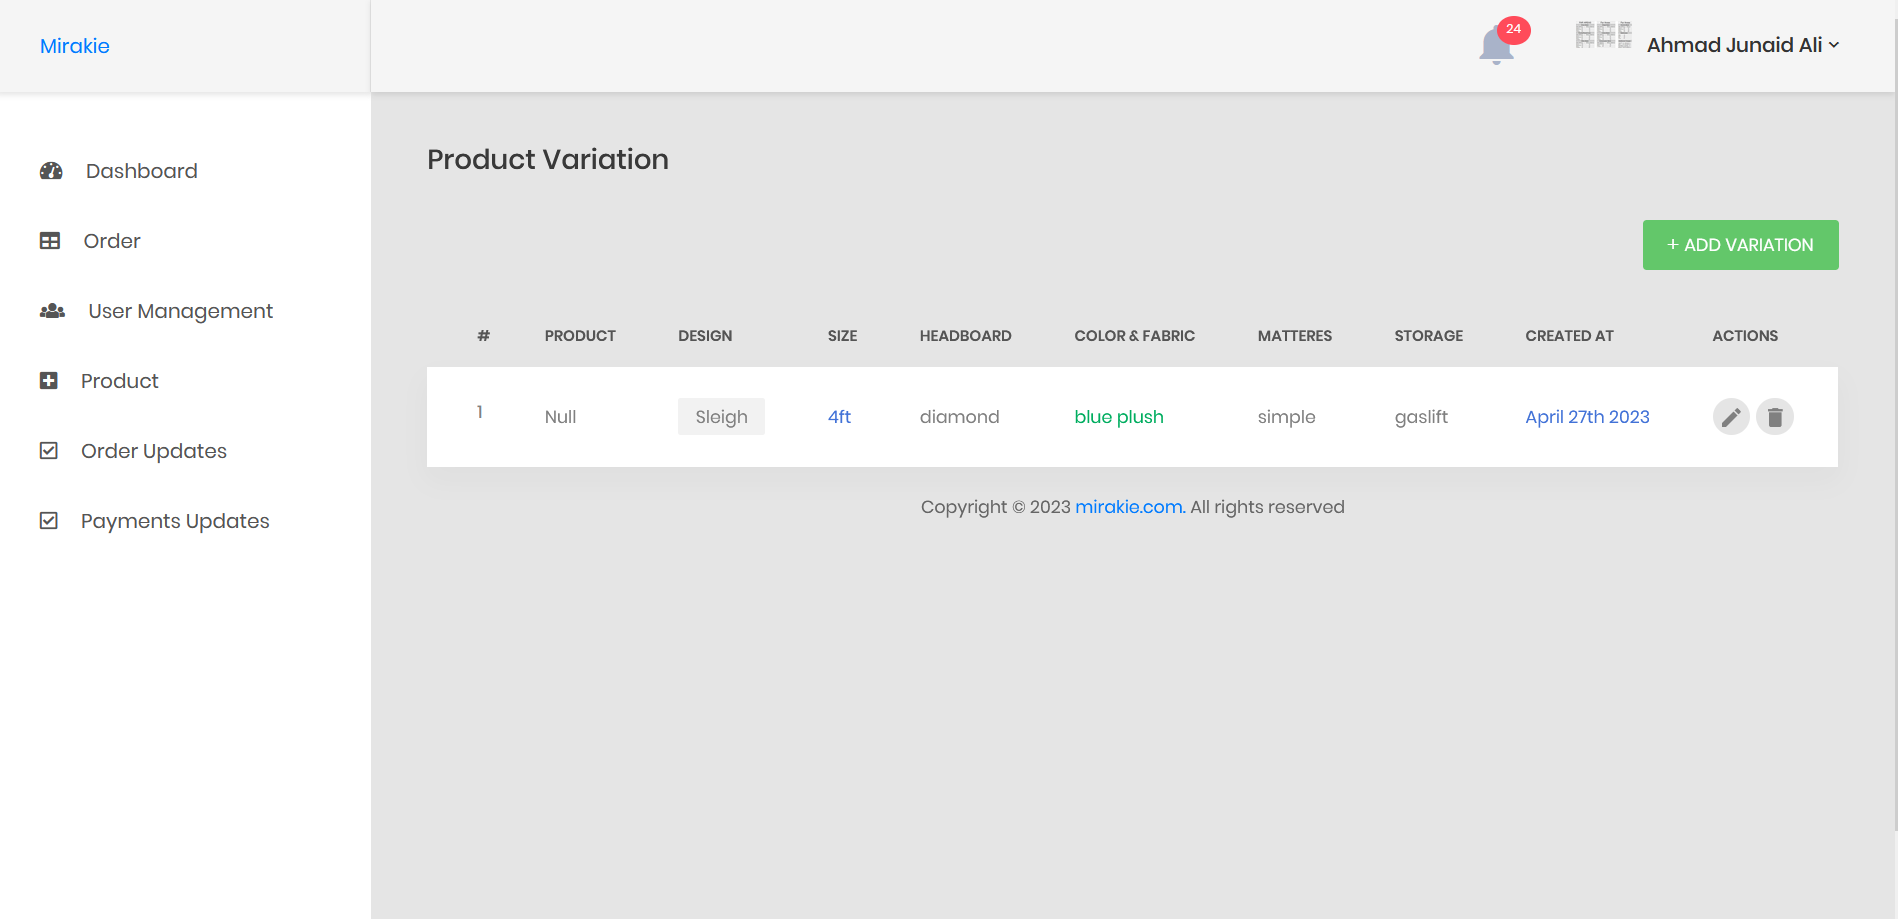 Mirakie
24
Ahmad Junaid Ali
Dashboard
Order
User Management
Product
Order Updates
Payments Updates
Product Variation
+ ADD VARIATION
# PRODUCT DESIGN SIZE HEADBOARD COLOR & FABRIC MATTERES STORAGE CREATED AT ACTIONS
1 Null Sleigh 4ft diamond blue plush simple gaslift April 27th 2023
Copyright © 2023 mirakie.com. All rights reserved